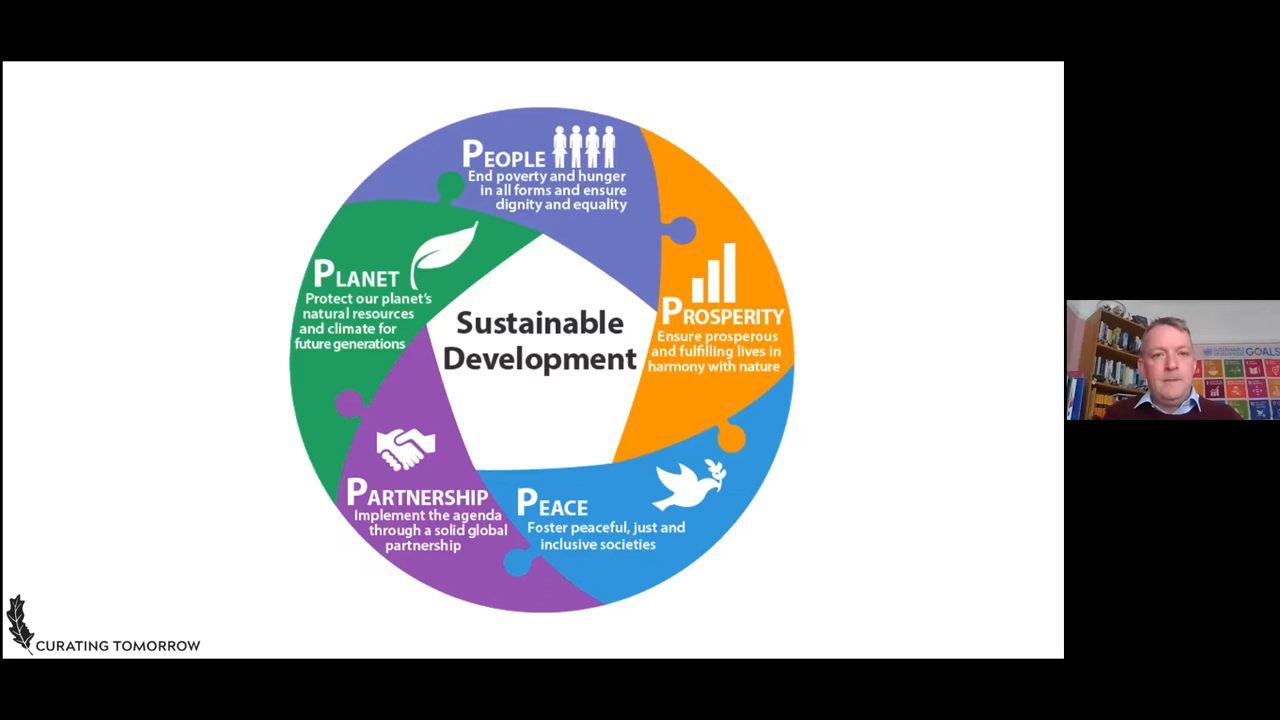 PEOPLE
End poverty and hunger
in all forms and ensure
dignity and equality
PROSPERITY
Ensure prosperous
and fulfilling lives in
harmony with nature
PEACE
Foster peaceful, just and
inclusive societies
PARTNERSHIP
Implement the agenda
through a solid global
partnership
PLANET
Protect our planet's
natural resources
and climate for
future generations
Sustainable
Development
CURATING TOMORROW
GOALS